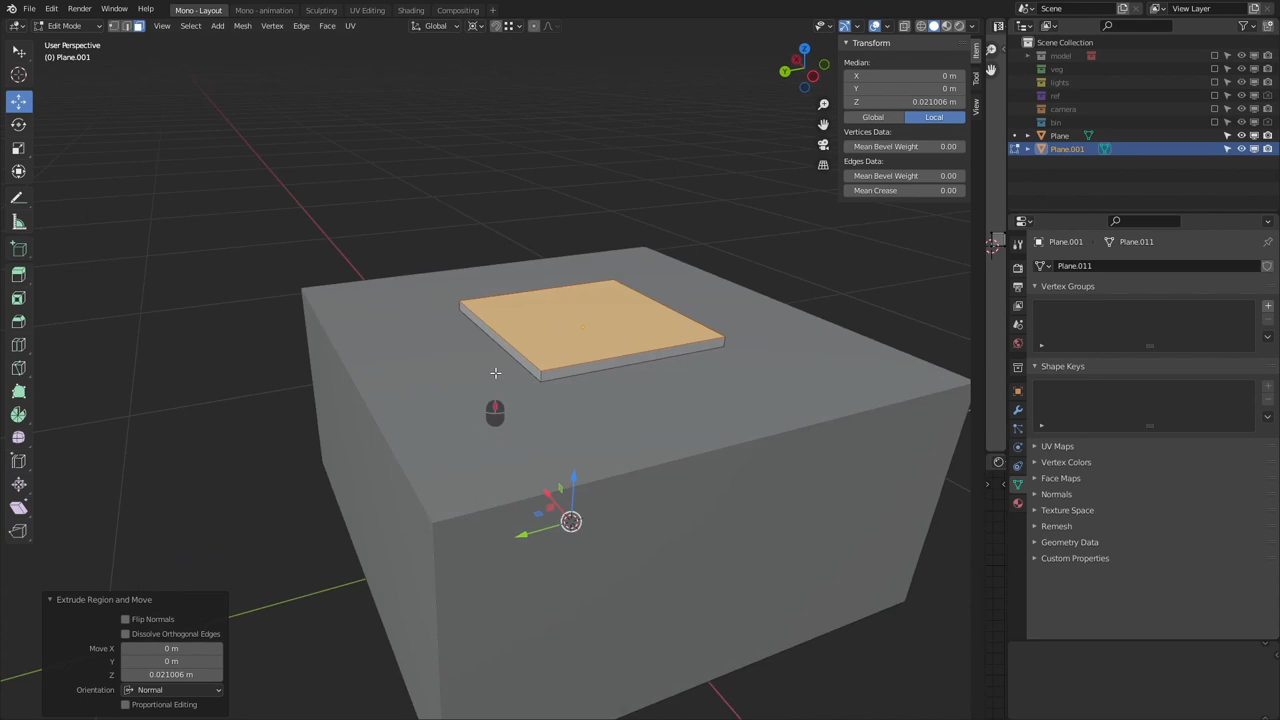 File Edit Render Window Help Mono - Layout Mono - animation Sculpting UV Editing Shading Compositing + Scene View Layer
Edit Mode View Select Add Mesh Vertex Edge Face UV Global
User Perspective
(0) Plane.001
Z
Y
Transform
Median:
X 0 m
Y 0 m
Z 0.021006 m
Global Local
Vertices Data:
Mean Bevel Weight 0.00
Edges Data:
Mean Bevel Weight 0.00
Mean Crease 0.00
Item
Tool
View
Scene Collection
model
veg
lights
ref
camera
bin
Plane
Plane.001
Plane.001 Plane.011
Plane.011
Vertex Groups
Shape Keys
UV Maps
Vertex Colors
Face Maps
Normals
Texture Space
Remesh
Geometry Data
Custom Properties
Extrude Region and Move
Flip Normals
Dissolve Orthogonal Edges
Move X 0 m
Y 0 m
Z 0.021006 m
Orientation Normal
Proportional Editing